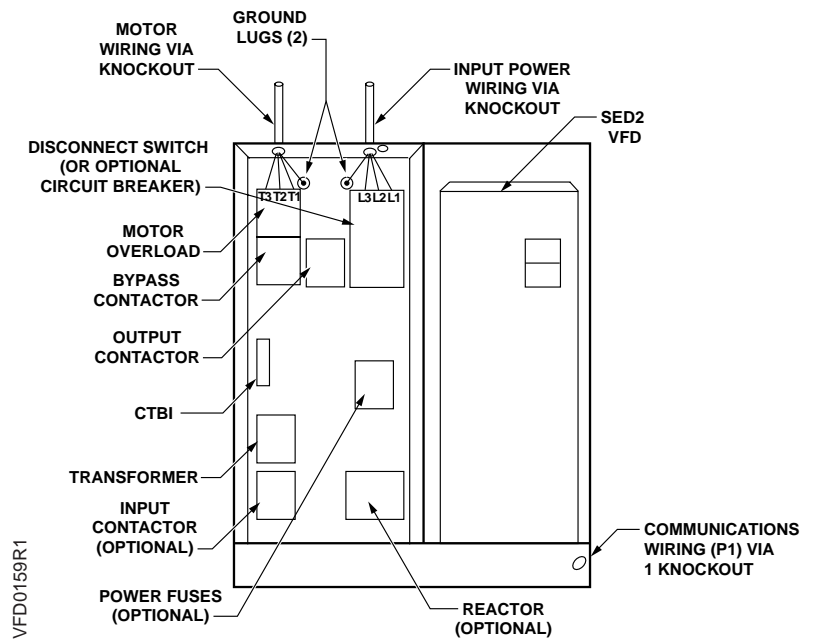 MOTOR
WIRING VIA
KNOCKOUT
GROUND
LUGS (2)
INPUT POWER
WIRING VIA
KNOCKOUT
SED2
VFD
DISCONNECT SWITCH
(OR OPTIONAL
CIRCUIT BREAKER)
T3 T2 T1
L3 L2 L1
MOTOR
OVERLOAD
BYPASS
CONTACTOR
OUTPUT
CONTACTOR
CTBI
TRANSFORMER
INPUT
CONTACTOR
(OPTIONAL)
POWER FUSES
(OPTIONAL)
REACTOR
(OPTIONAL)
COMMUNICATIONS
WIRING (P1) VIA
1 KNOCKOUT
VFD0159R1